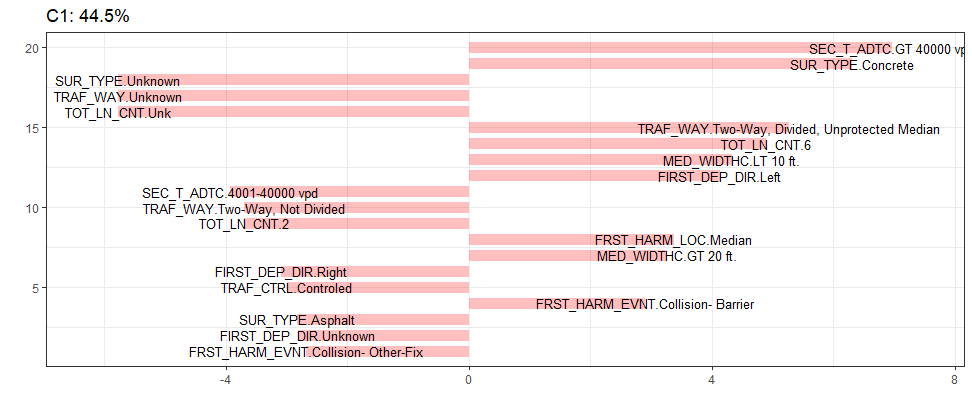 C1: 44.5%
20
SEC_T_ADTC.GT 40000 vp
SUR_TYPE.Concrete
SUR_TYPE.Unknown
TRAF_WAY.Unknown
TOT_LN_CNT.Unk
15
TRAF_WAY.Two-Way, Divided, Unprotected Median
TOT_LN_CNT.6
MED_WIDTHC.LT 10 ft.
FIRST_DEP_DIR.Left
SEC_T_ADTC.4001-40000 vpd
10
TRAF_WAY.Two-Way, Not Divided
TOT_LN_CNT.2
FRST_HARM_LOC.Median
MED_WIDTHC.GT 20 ft.
FIRST_DEP_DIR.Right
5
TRAF_CTRL.Controled
FRST_HARM_EVNT.Collision- Barrier
SUR_TYPE.Asphalt
FIRST_DEP_DIR.Unknown
FRST_HARM_EVNT.Collision- Other-Fix
-4 0 4 8